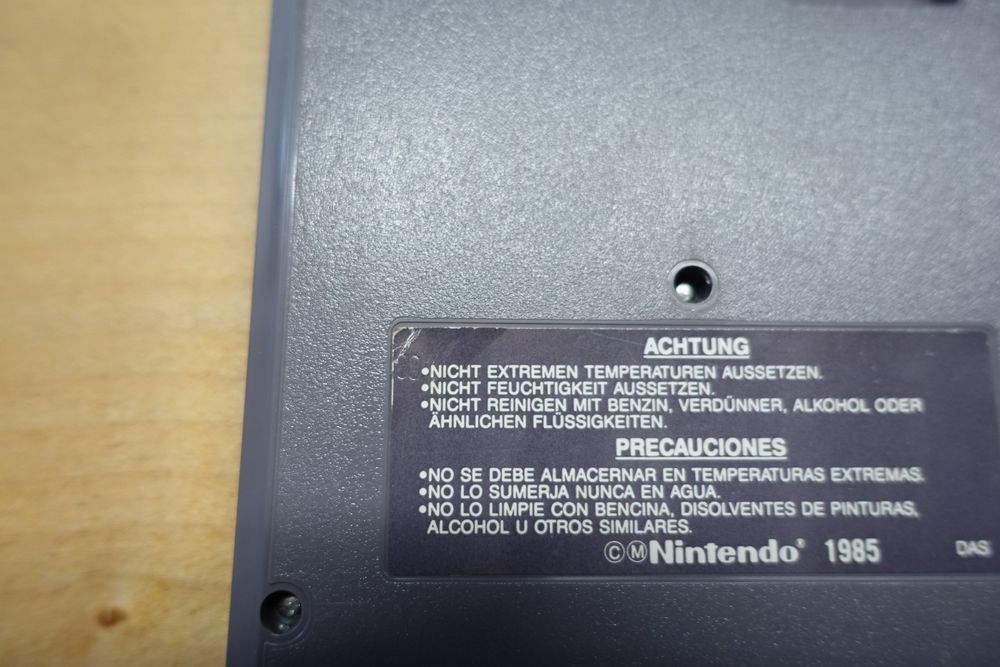 ACHTUNG
•NICHT EXTREMEN TEMPERATUREN AUSSETZEN.
•NICHT FEUCHTIGKEIT AUSSETZEN.
•NICHT REINIGEN MIT BENZIN, VERDÜNNER, ALKOHOL ODER
ÄHNLICHEN FLÜSSIGKEITEN.
PRECAUCIONES
•NO SE DEBE ALMACERNAR EN TEMPERATURAS EXTREMAS.
•NO LO SUMERJA NUNCA EN AGUA.
•NO LO LIMPIE CON BENCINA, DISOLVENTES DE PINTURAS,
ALCOHOL U OTROS SIMILARES.
ⒸⓂNintendo® 1985 DAS